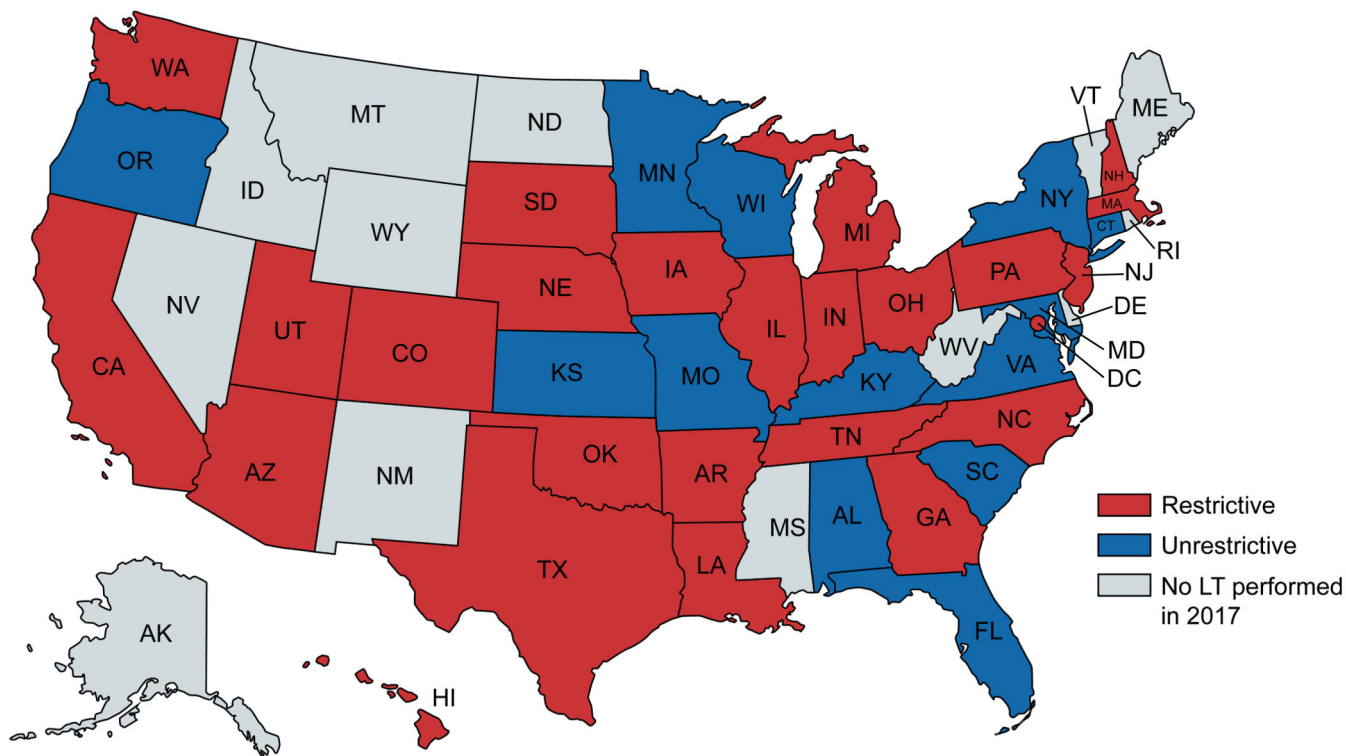 WA
MT
ND
VT
ME
OR
ID
MN
SD
WI
NY
NH
MA
CT
RI
WY
MI
IA
PA
NJ
NE
NV
UT
CO
IL
IN
OH
DE
MD
DC
WV
VA
CA
KS
MO
KY
NC
TN
AZ
NM
OK
AR
SC
MS
AL
GA
TX
LA
FL
AK
HI
Restrictive
Unrestrictive
No LT performed
in 2017